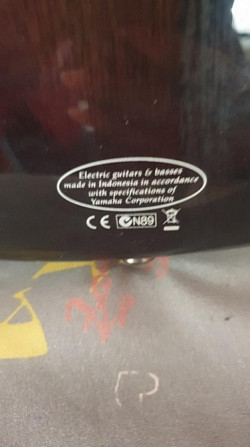 Electric guitars & basses
made in Indonesia in accordance
with specifications of
Yamaha Corporation
CE N89